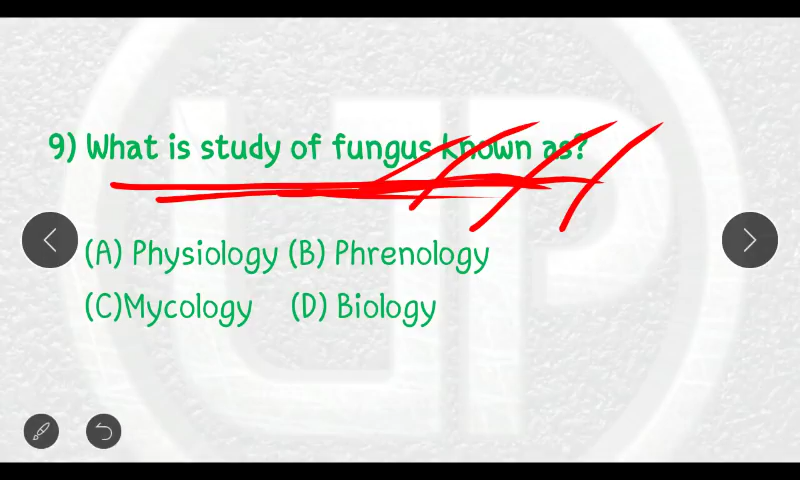 9) What is study of fungus known as?
(A) Physiology (B) Phrenology
(C)Mycology (D) Biology